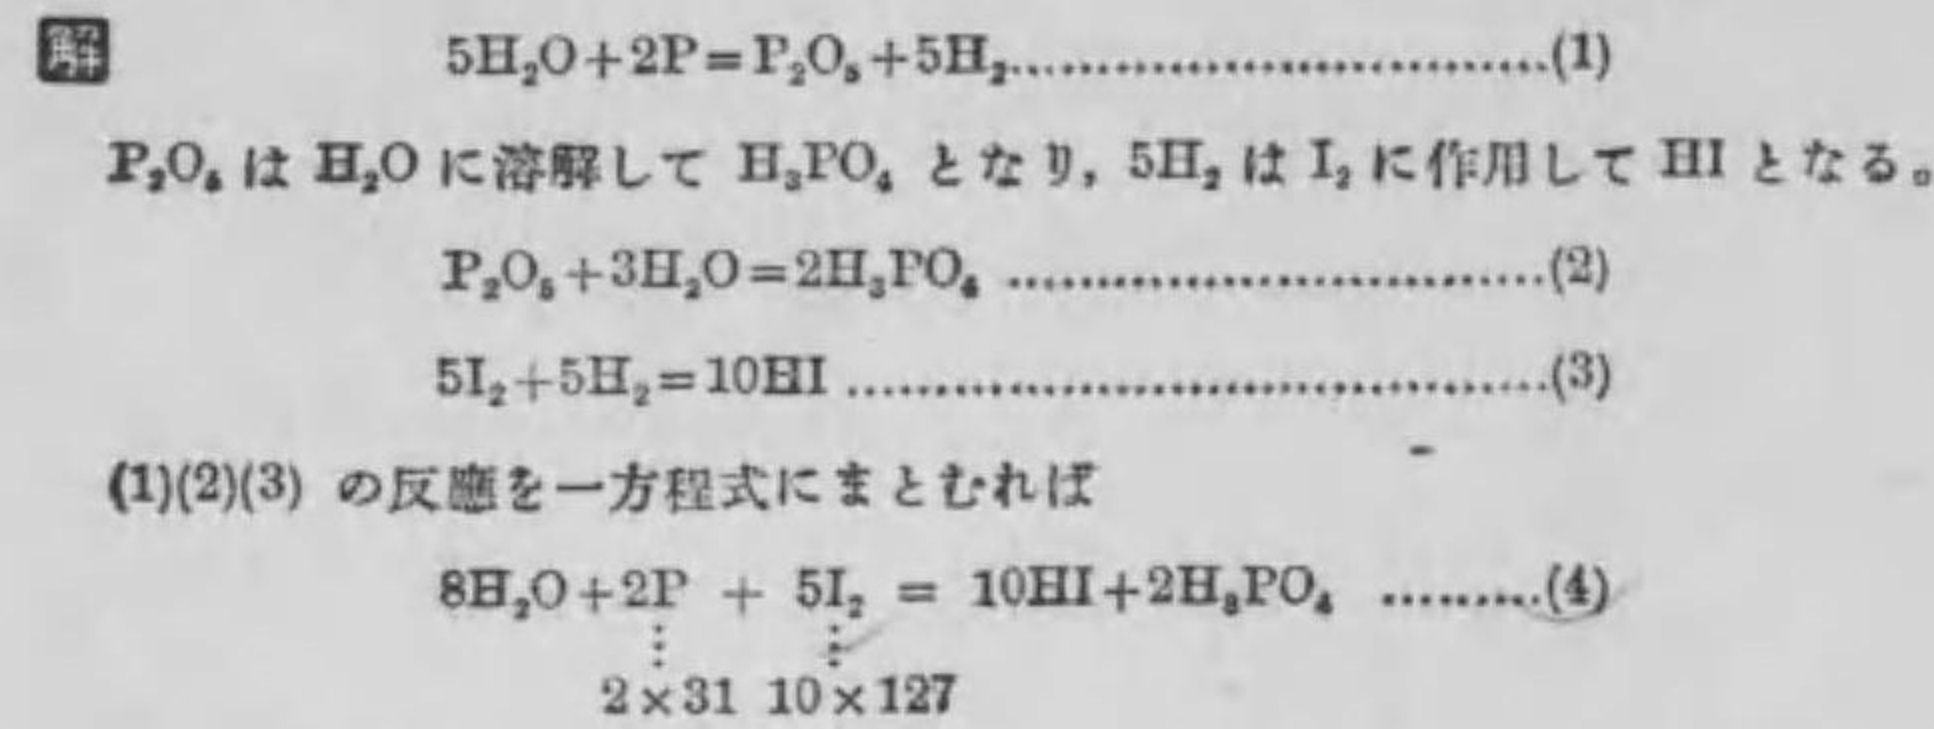 解 5H₂O+2P=P₂O₅+5H₂..............................(1)
P₂O₅ は H₂O に溶解して H₃PO₄ となり, 5H₂ は I₂ に作用して HI となる。
P₂O₅+3H₂O=2H₃PO₄ ..............................(2)
5I₂+5H₂=10HI .......................................(3)
(1)(2)(3) の反應を一方程式にまとむれば
8H₂O+2P + 5I₂ = 10HI+2H₃PO₄ .........(4)
2×31 10×127